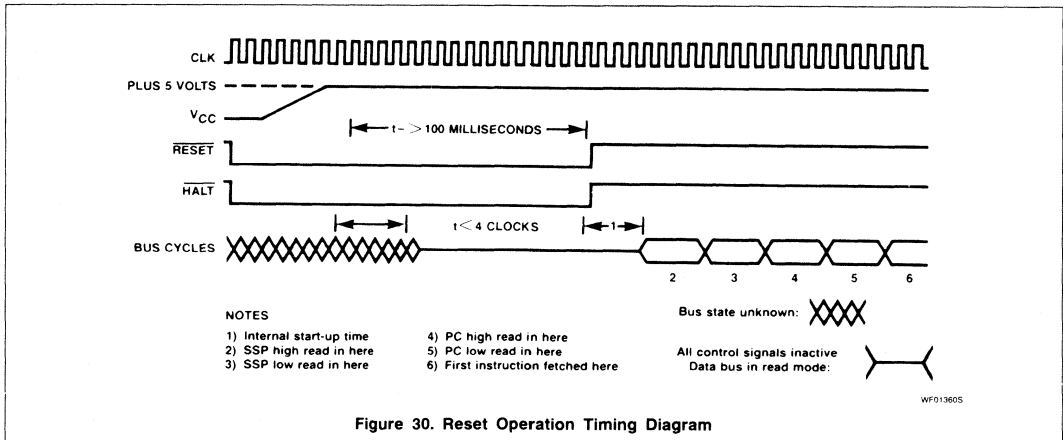 CLK
PLUS 5 VOLTS
VCC
t− > 100 MILLISECONDS
RESET
HALT
t < 4 CLOCKS
1
BUS CYCLES
2 3 4 5 6
NOTES
1) Internal start-up time
2) SSP high read in here
3) SSP low read in here
4) PC high read in here
5) PC low read in here
6) First instruction fetched here
Bus state unknown:
All control signals inactive
Data bus in read mode:
WF01360S
Figure 30. Reset Operation Timing Diagram